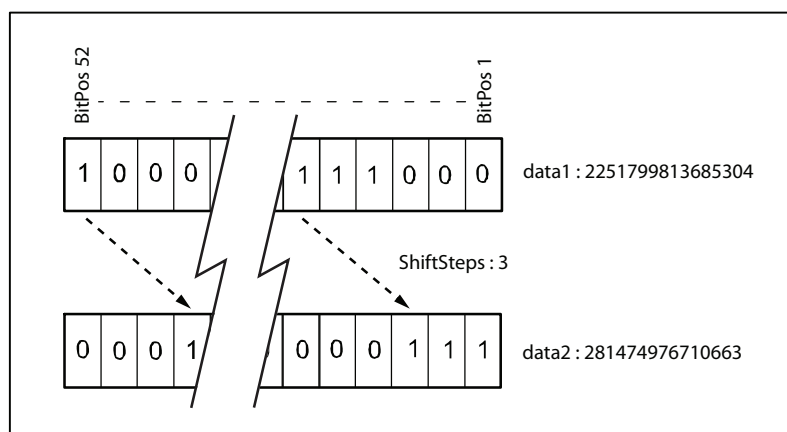 BitPos 52
BitPos 1
1 0 0 0 1 1 1 0 0 0
data1 : 2251799813685304
ShiftSteps : 3
0 0 0 1 0 0 0 0 1 1 1
data2 : 281474976710663